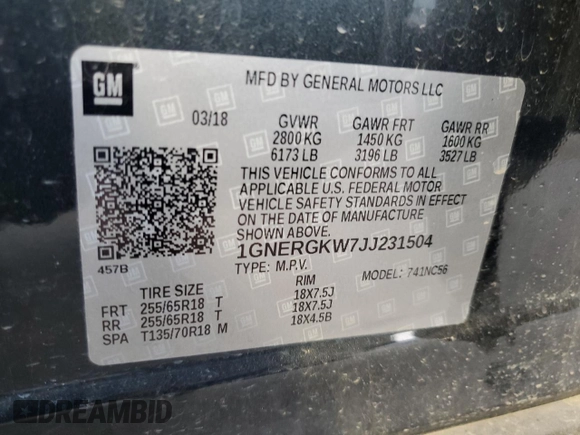 GM
MFD BY GENERAL MOTORS LLC
03/18 GVWR GAWR FRT GAWR RR
2800 KG 1450 KG 1600 KG
6173 LB 3196 LB 3527 LB
THIS VEHICLE CONFORMS TO ALL
APPLICABLE U.S. FEDERAL MOTOR
VEHICLE SAFETY STANDARDS IN EFFECT
ON THE DATE OF MANUFACTURE
SHOWN ABOVE.
1GNERGKW7JJ231504
457B TYPE: M.P.V. MODEL: 741NC56
TIRE SIZE RIM
FRT 255/65R18 T 18X7.5J
RR 255/65R18 T 18X7.5J
SPA T135/70R18 M 18X4.5B
DREAMBID